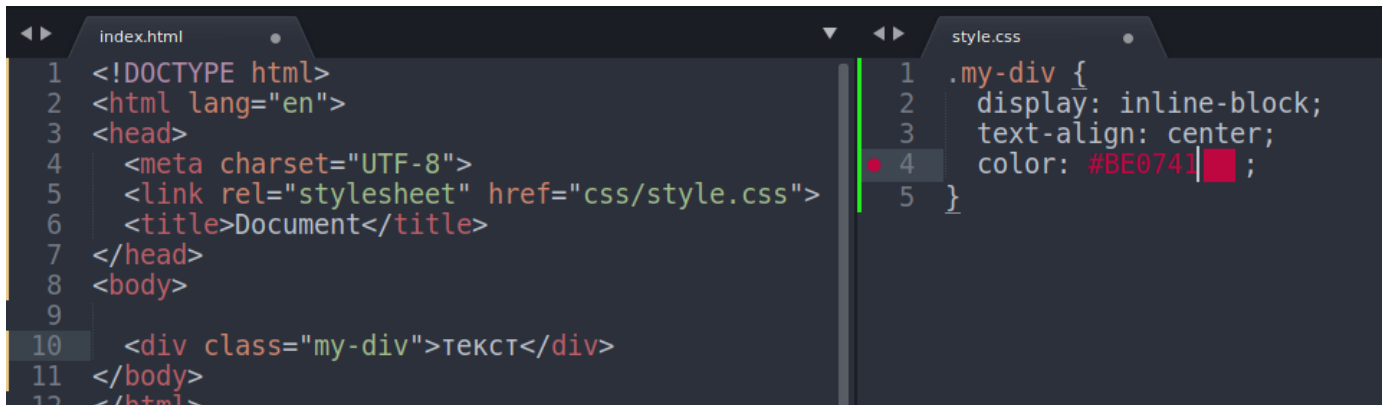 index.html
1 <!DOCTYPE html>
2 <html lang="en">
3 <head>
4 <meta charset="UTF-8">
5 <link rel="stylesheet" href="css/style.css">
6 <title>Document</title>
7 </head>
8 <body>
9
10 <div class="my-div">текст</div>
11 </body>
12 </html>
style.css
1 .my-div {
2 display: inline-block;
3 text-align: center;
4 color: #BE0741 ;
5 }